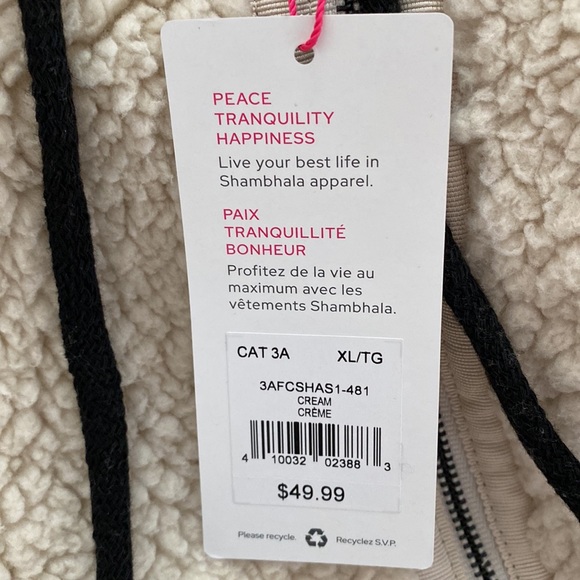 PEACE
TRANQUILITY
HAPPINESS
Live your best life in
Shambhala apparel.
PAIX
TRANQUILLITÉ
BONHEUR
Profitez de la vie au
maximum avec les
vêtements Shambhala.
CAT 3A XL/TG
3AFCSHAS1-481
CREAM
CRÈME
4 10032 02388 3
$49.99
Please recycle. Recyclez S.V.P.